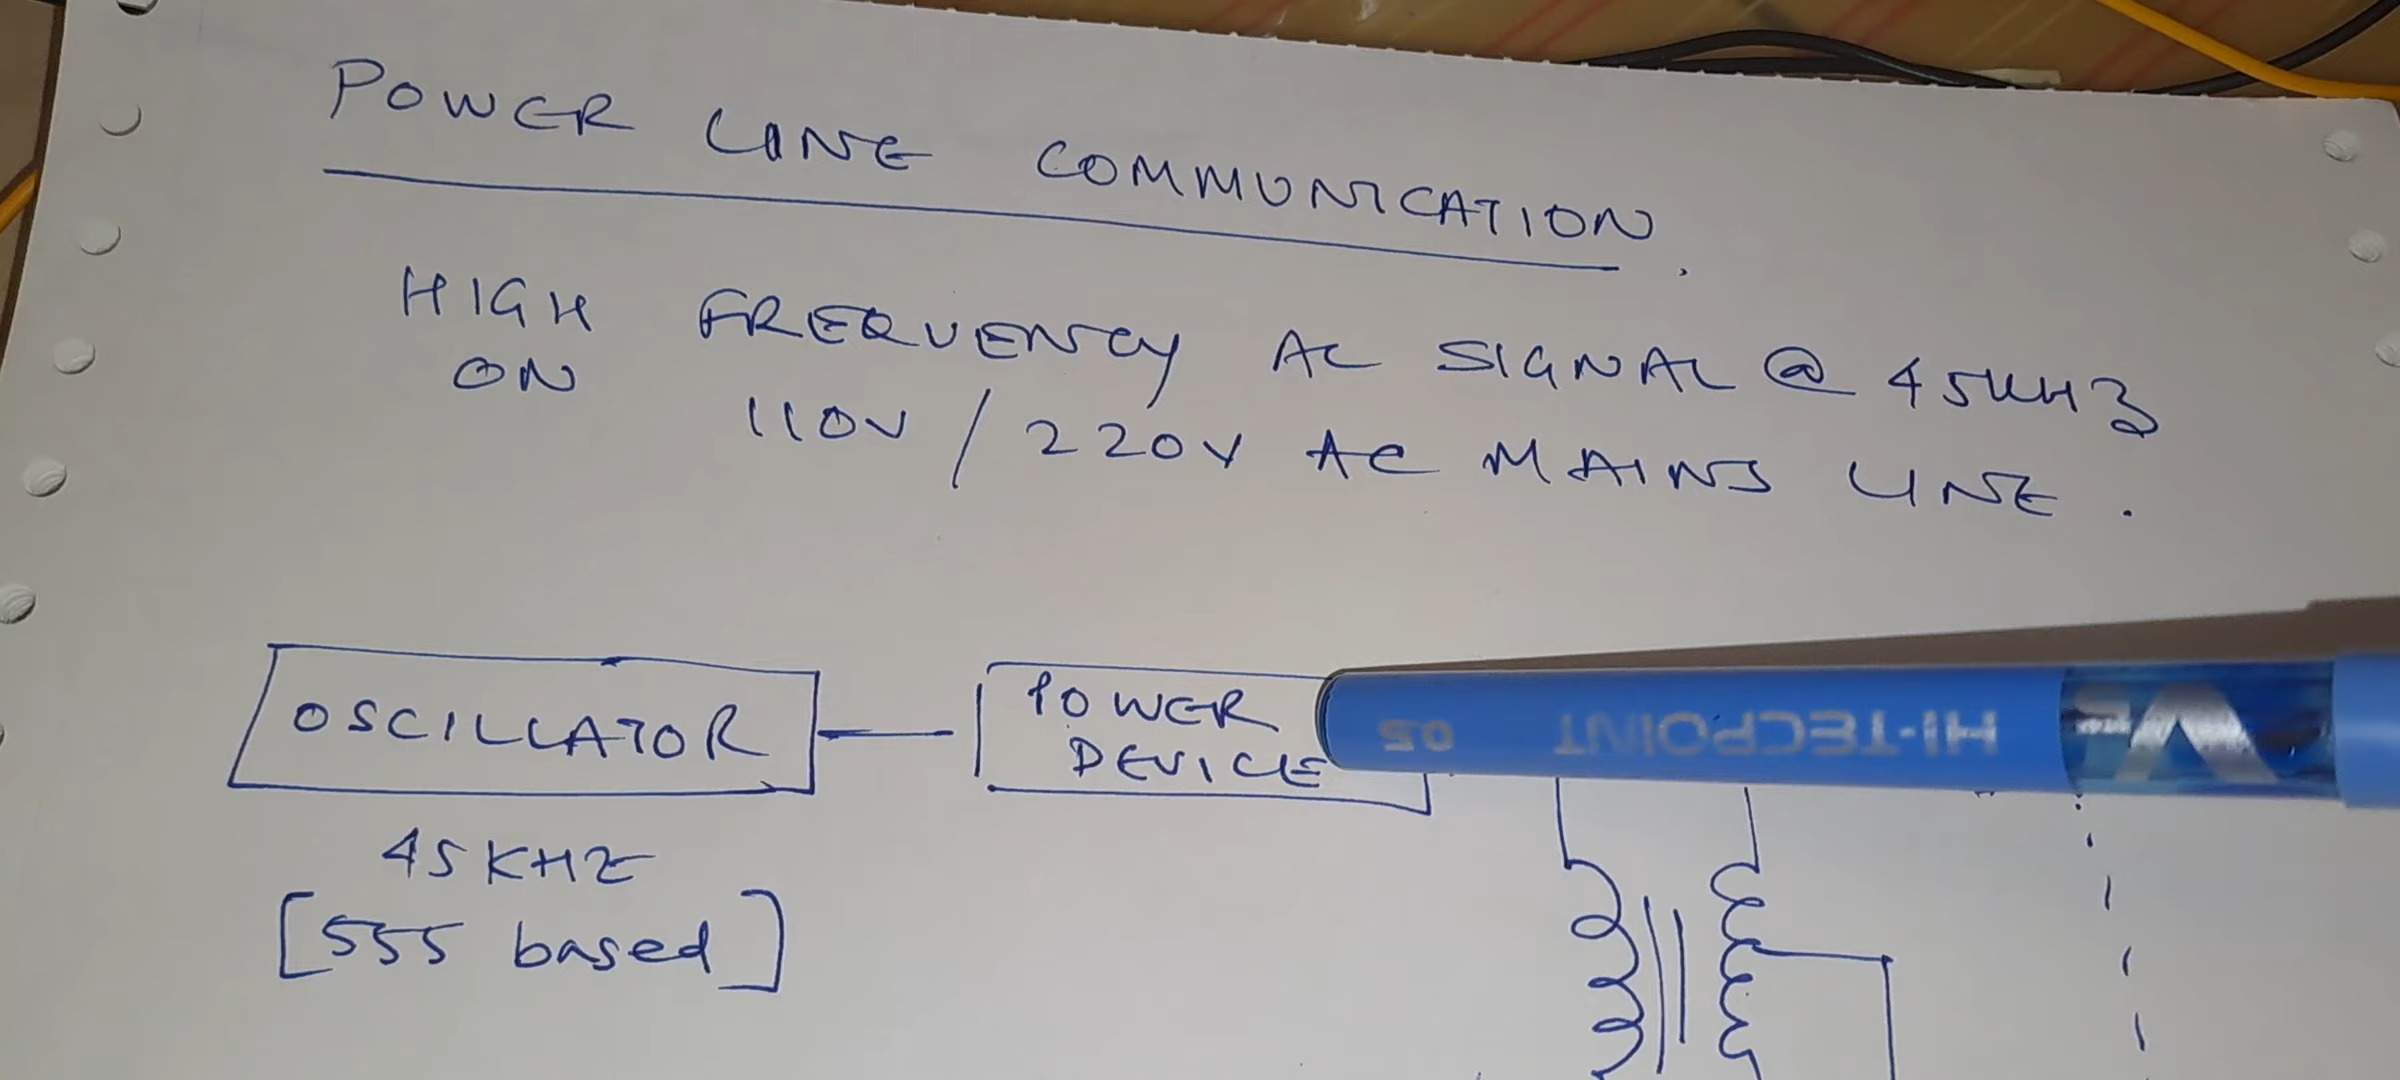 POWER LINE COMMUNICATION.
HIGH FREQUENCY AC SIGNAL @ 45KHz
ON 110V / 220V AC MAINS LINE.
OSCILLATOR
POWER
DEVICE
HI-TECPOINT 05
V5
45KHZ
[555 based]